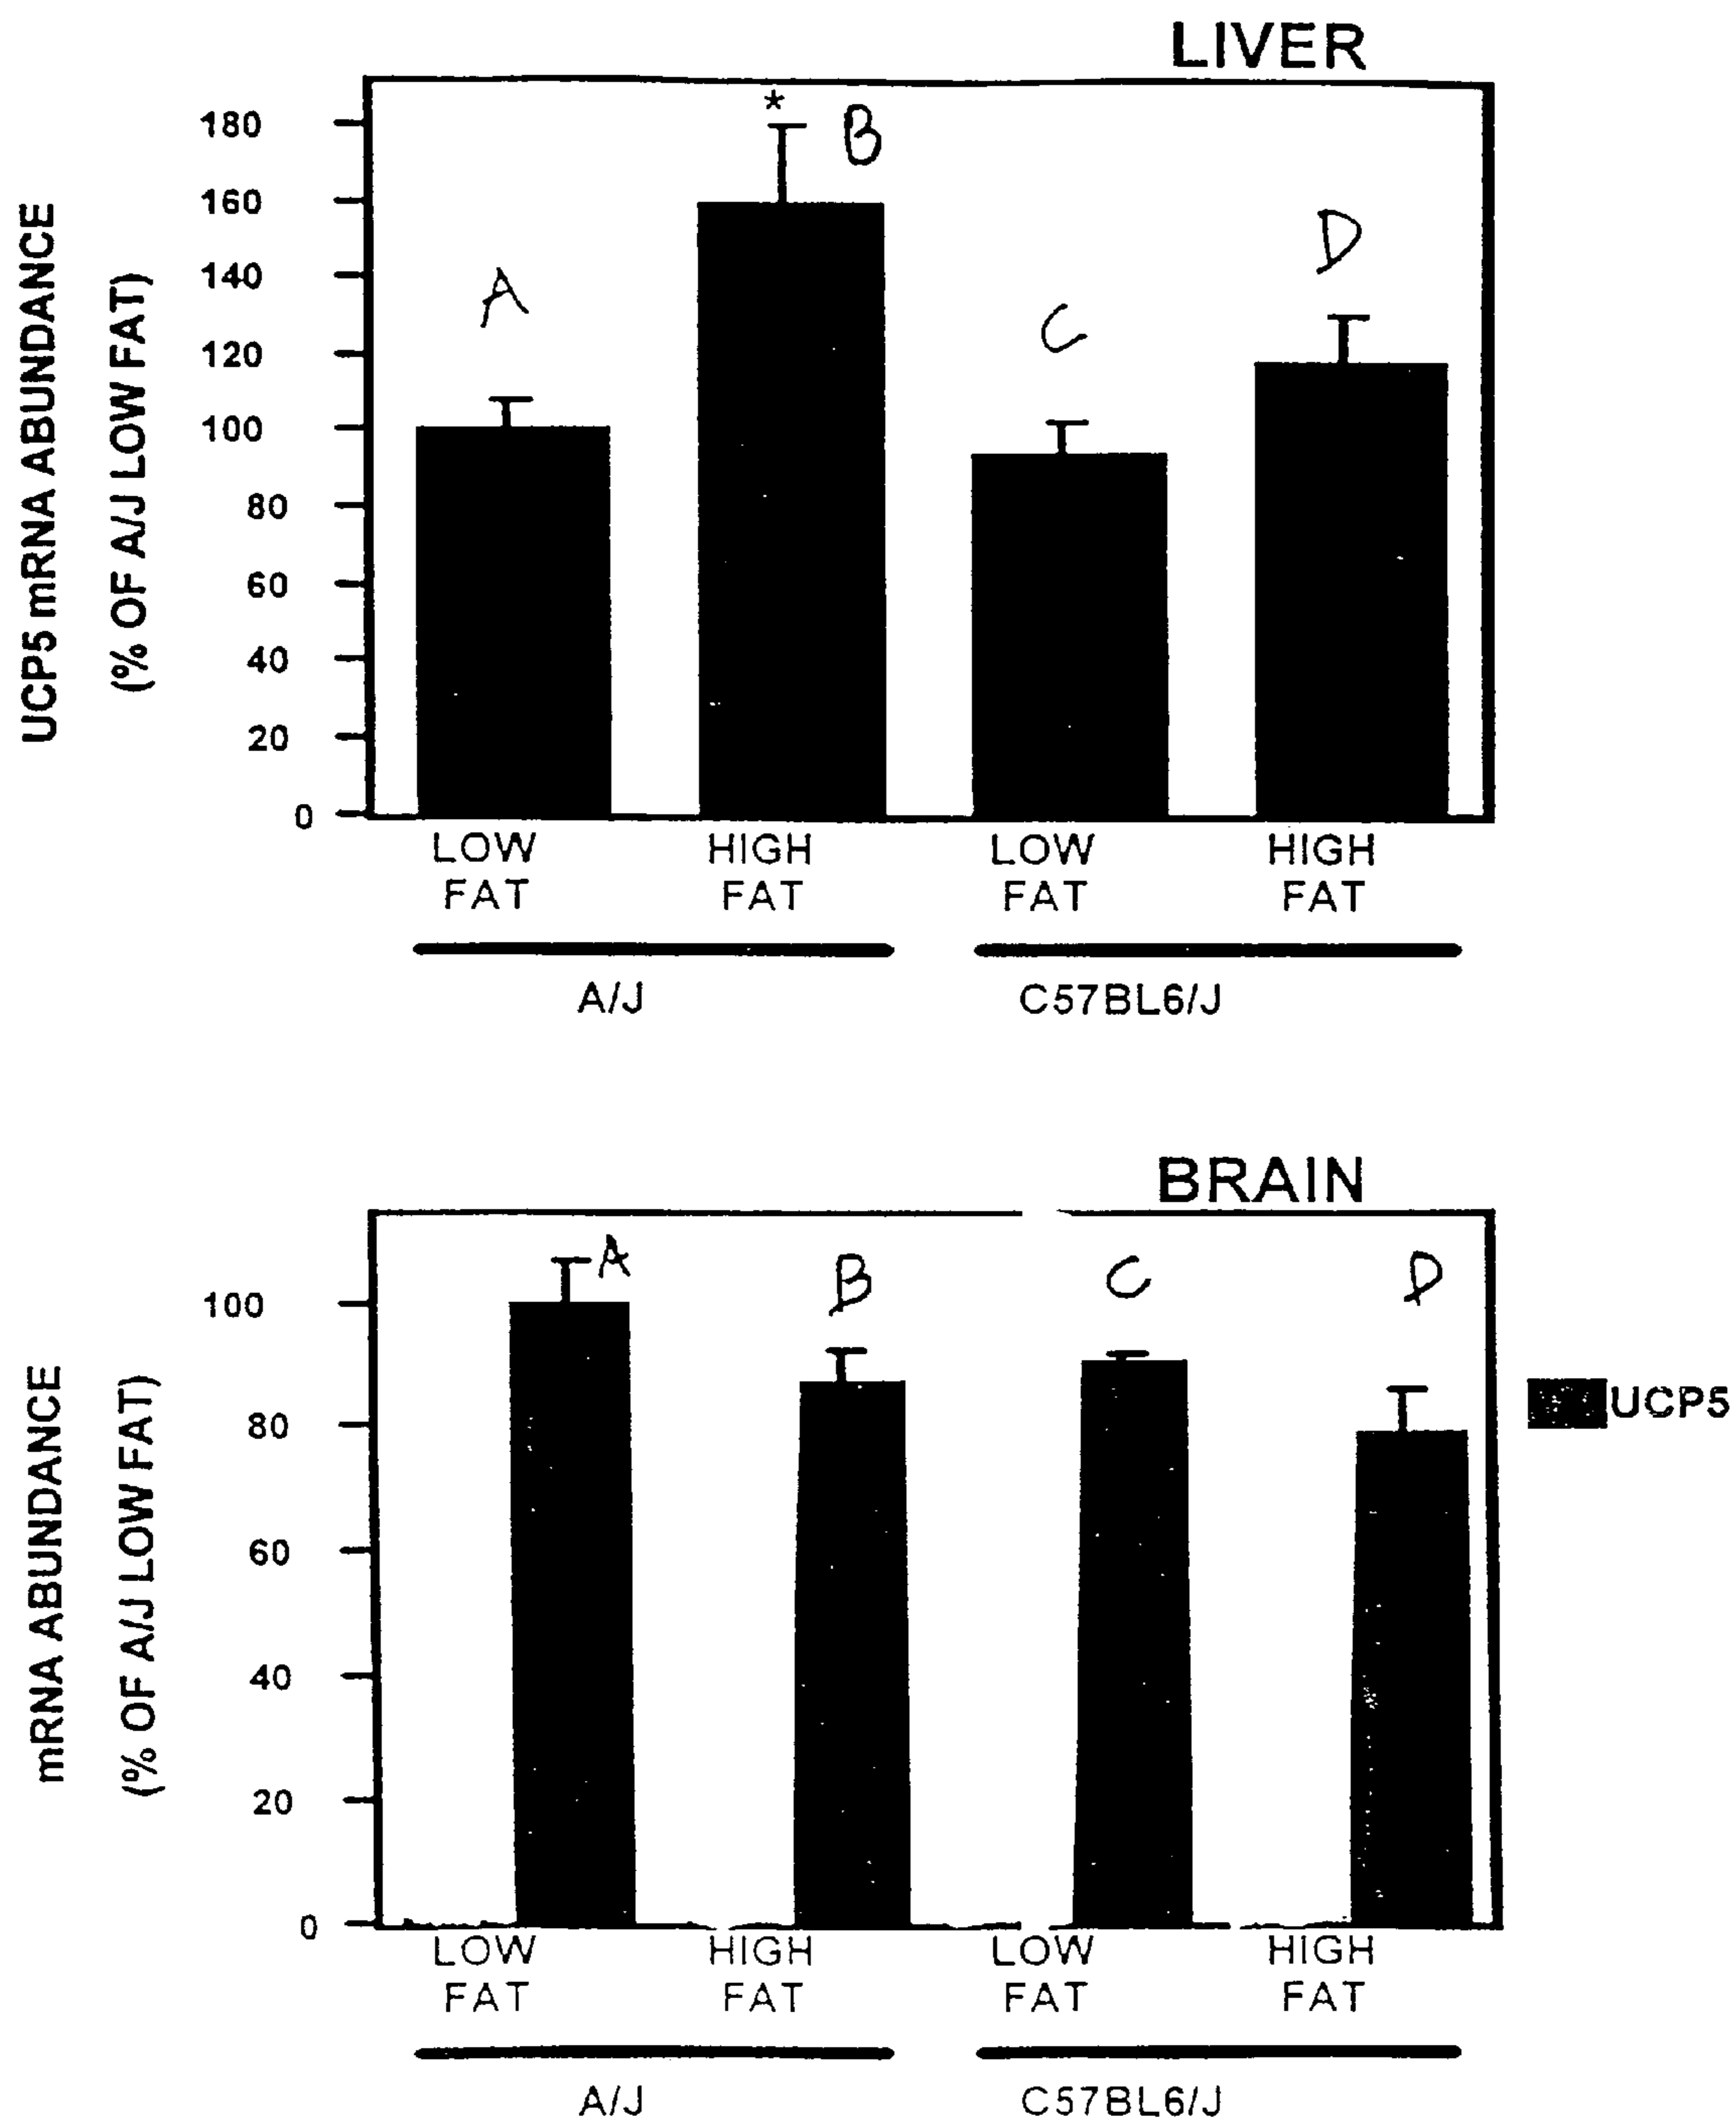 LIVER
UCP5 mRNA ABUNDANCE
(% OF A/J LOW FAT)
180
160
140
120
100
80
60
40
20
0
*
A
B
C
D
LOW FAT
HIGH FAT
LOW FAT
HIGH FAT
A/J
C57BL6/J
BRAIN
mRNA ABUNDANCE
(% OF A/J LOW FAT)
100
80
60
40
20
0
A
B
C
D
UCP5
LOW FAT
HIGH FAT
LOW FAT
HIGH FAT
A/J
C57BL6/J